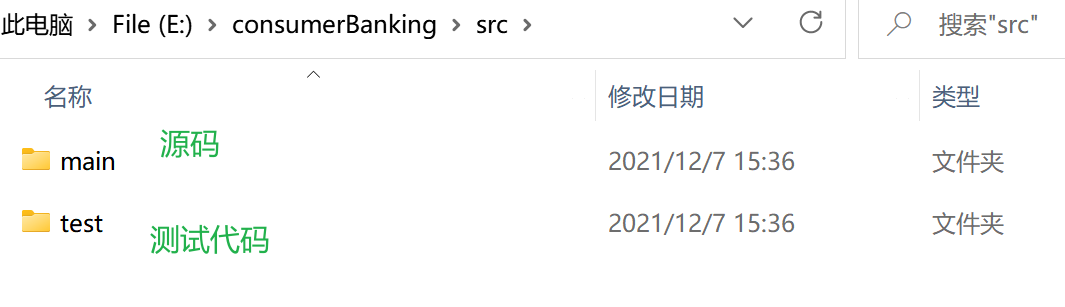 此电脑 > File (E:) > consumerBanking > src >
搜索"src"
名称 修改日期 类型
源码
main 2021/12/7 15:36 文件夹
test 2021/12/7 15:36 文件夹
测试代码